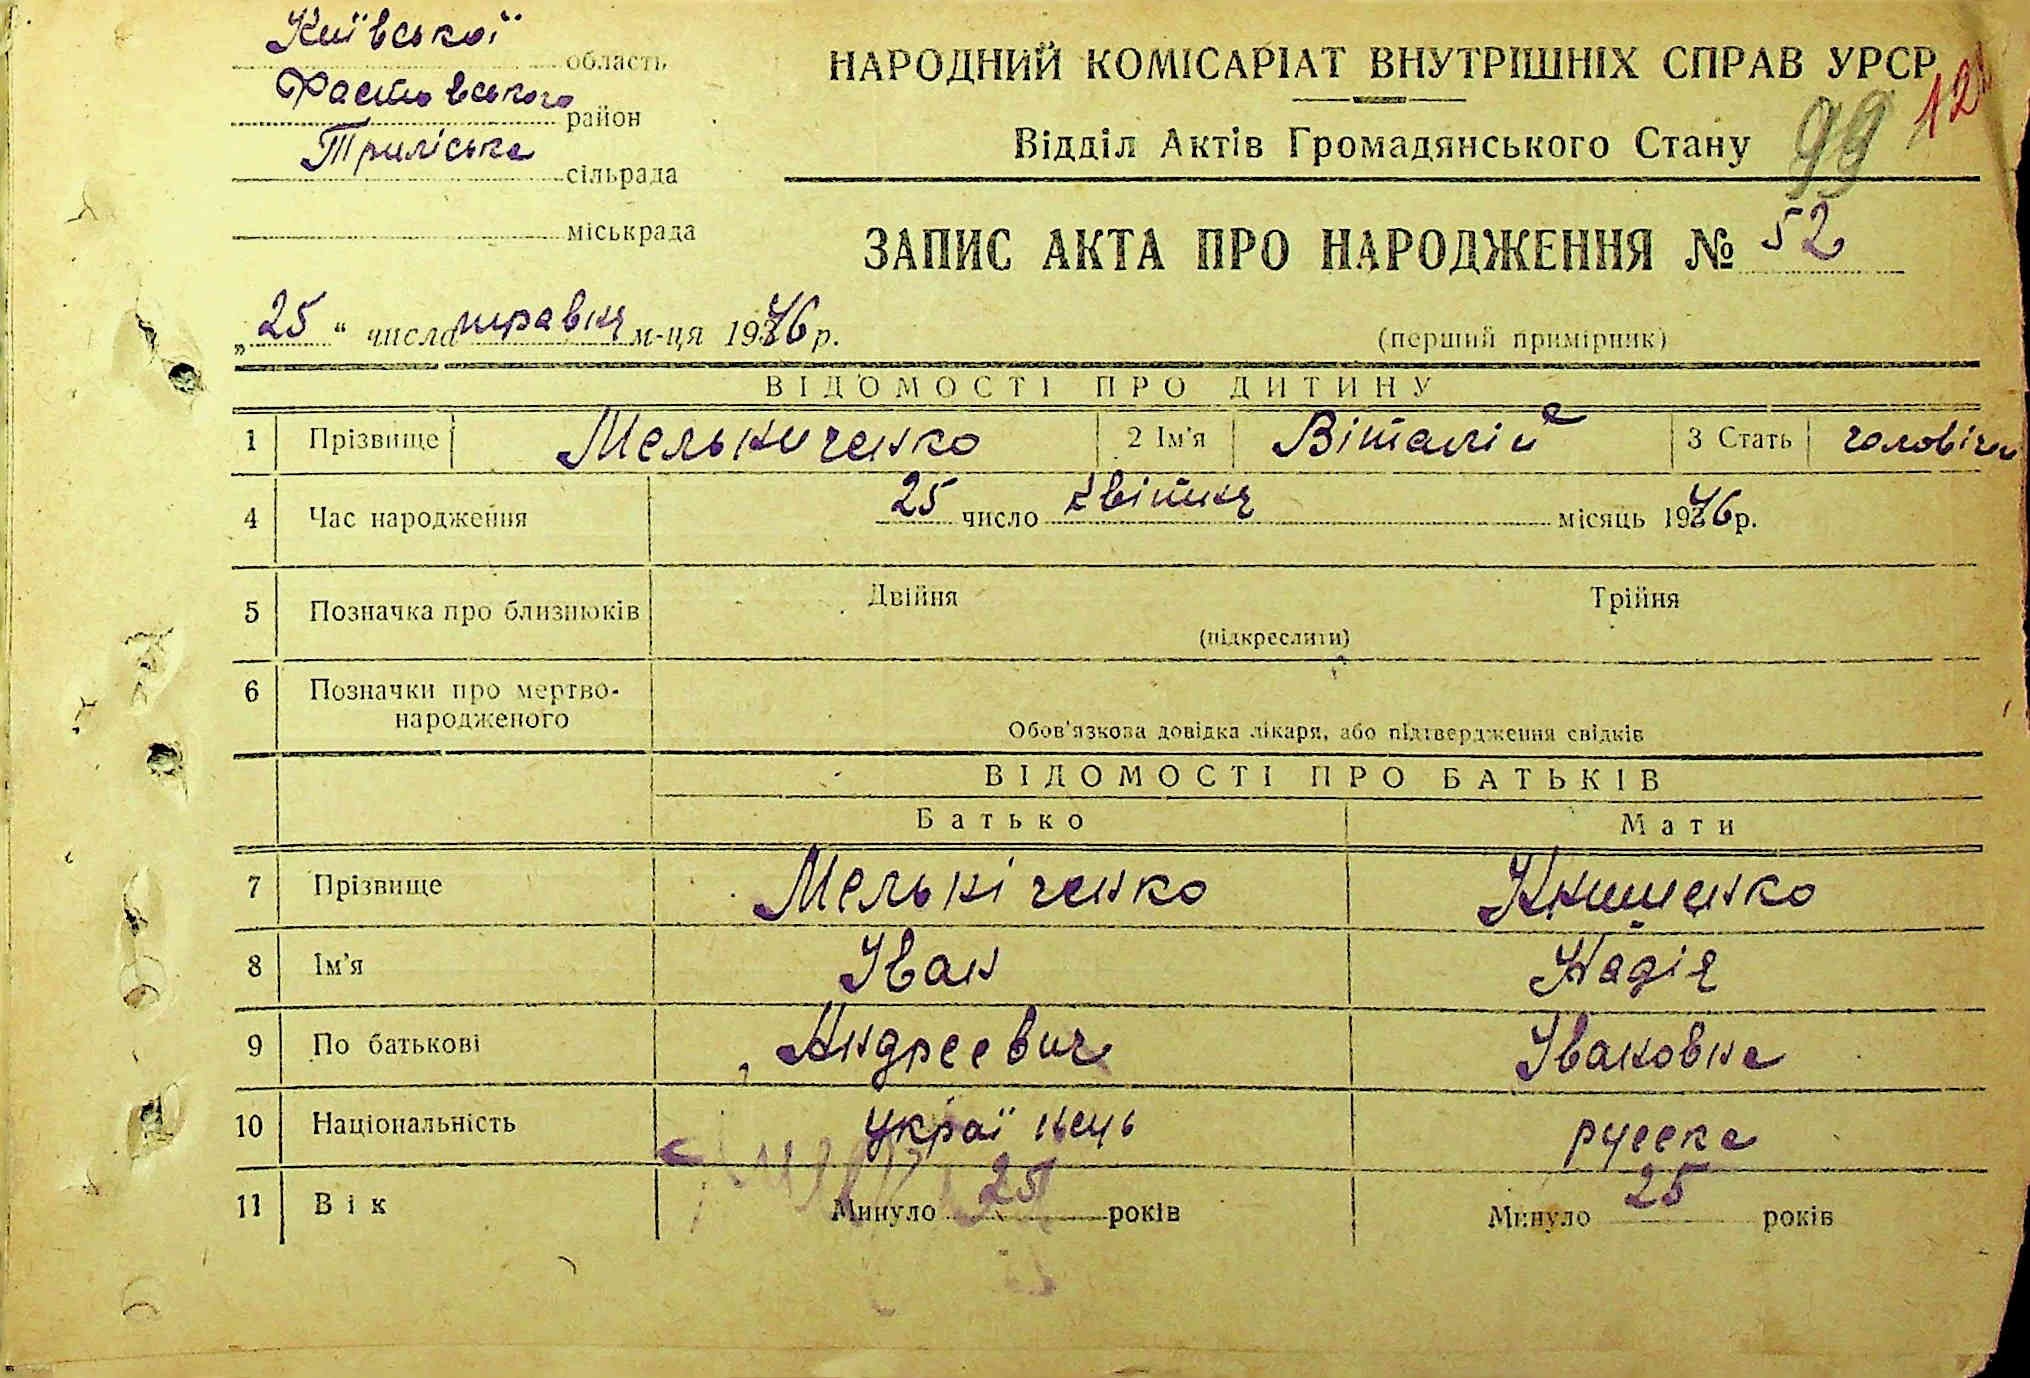 Київської область
Фастовського район
Триліська сільрада
міськрада
НАРОДНИЙ КОМІСАРІАТ ВНУТРІШНІХ СПРАВ УРСР
Відділ Актів Громадянського Стану
99
ЗАПИС АКТА ПРО НАРОДЖЕННЯ № 52
„25“ числа травня м-ця 1946 р.
(перший примірник)
ВІДОМОСТІ ПРО ДИТИНУ
1 Прізвище Мельниченко 2 Ім'я Віталій 3 Стать чоловіча
4 Час народження 25 число квітня місяць 1946 р.
5 Позначка про близнюків Двійня Трійня
(підкреслити)
6 Позначки про мертво-
народженого
Обов'язкова довідка лікаря, або підтвердження свідків
ВІДОМОСТІ ПРО БАТЬКІВ
Батько Мати
7 Прізвище Мельніченко Книшенко
8 Ім'я Іван Надія
9 По батькові Андреевич Івановна
10 Національність українець русска
11 Вік Минуло 25 років Минуло 25 років